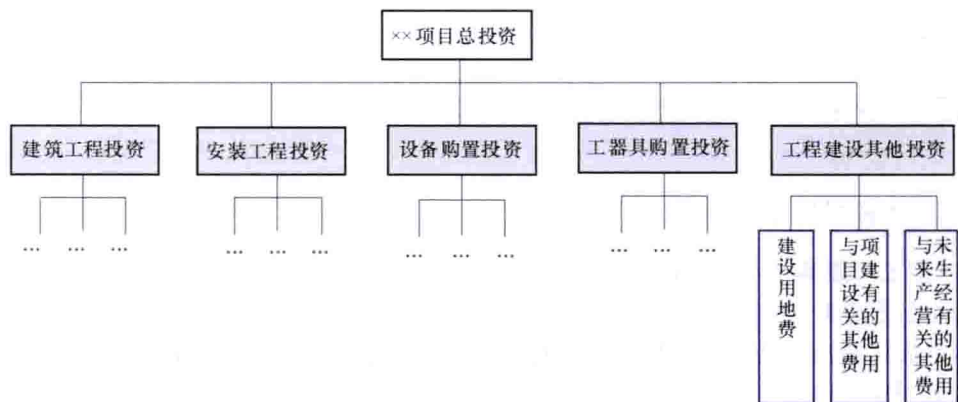 ××项目总投资
建筑工程投资
安装工程投资
设备购置投资
工器具购置投资
工程建设其他投资
… … …
… … …
… … …
… … …
建设用地费
与项目建设有关的其他费用
与未来生产经营有关的其他费用